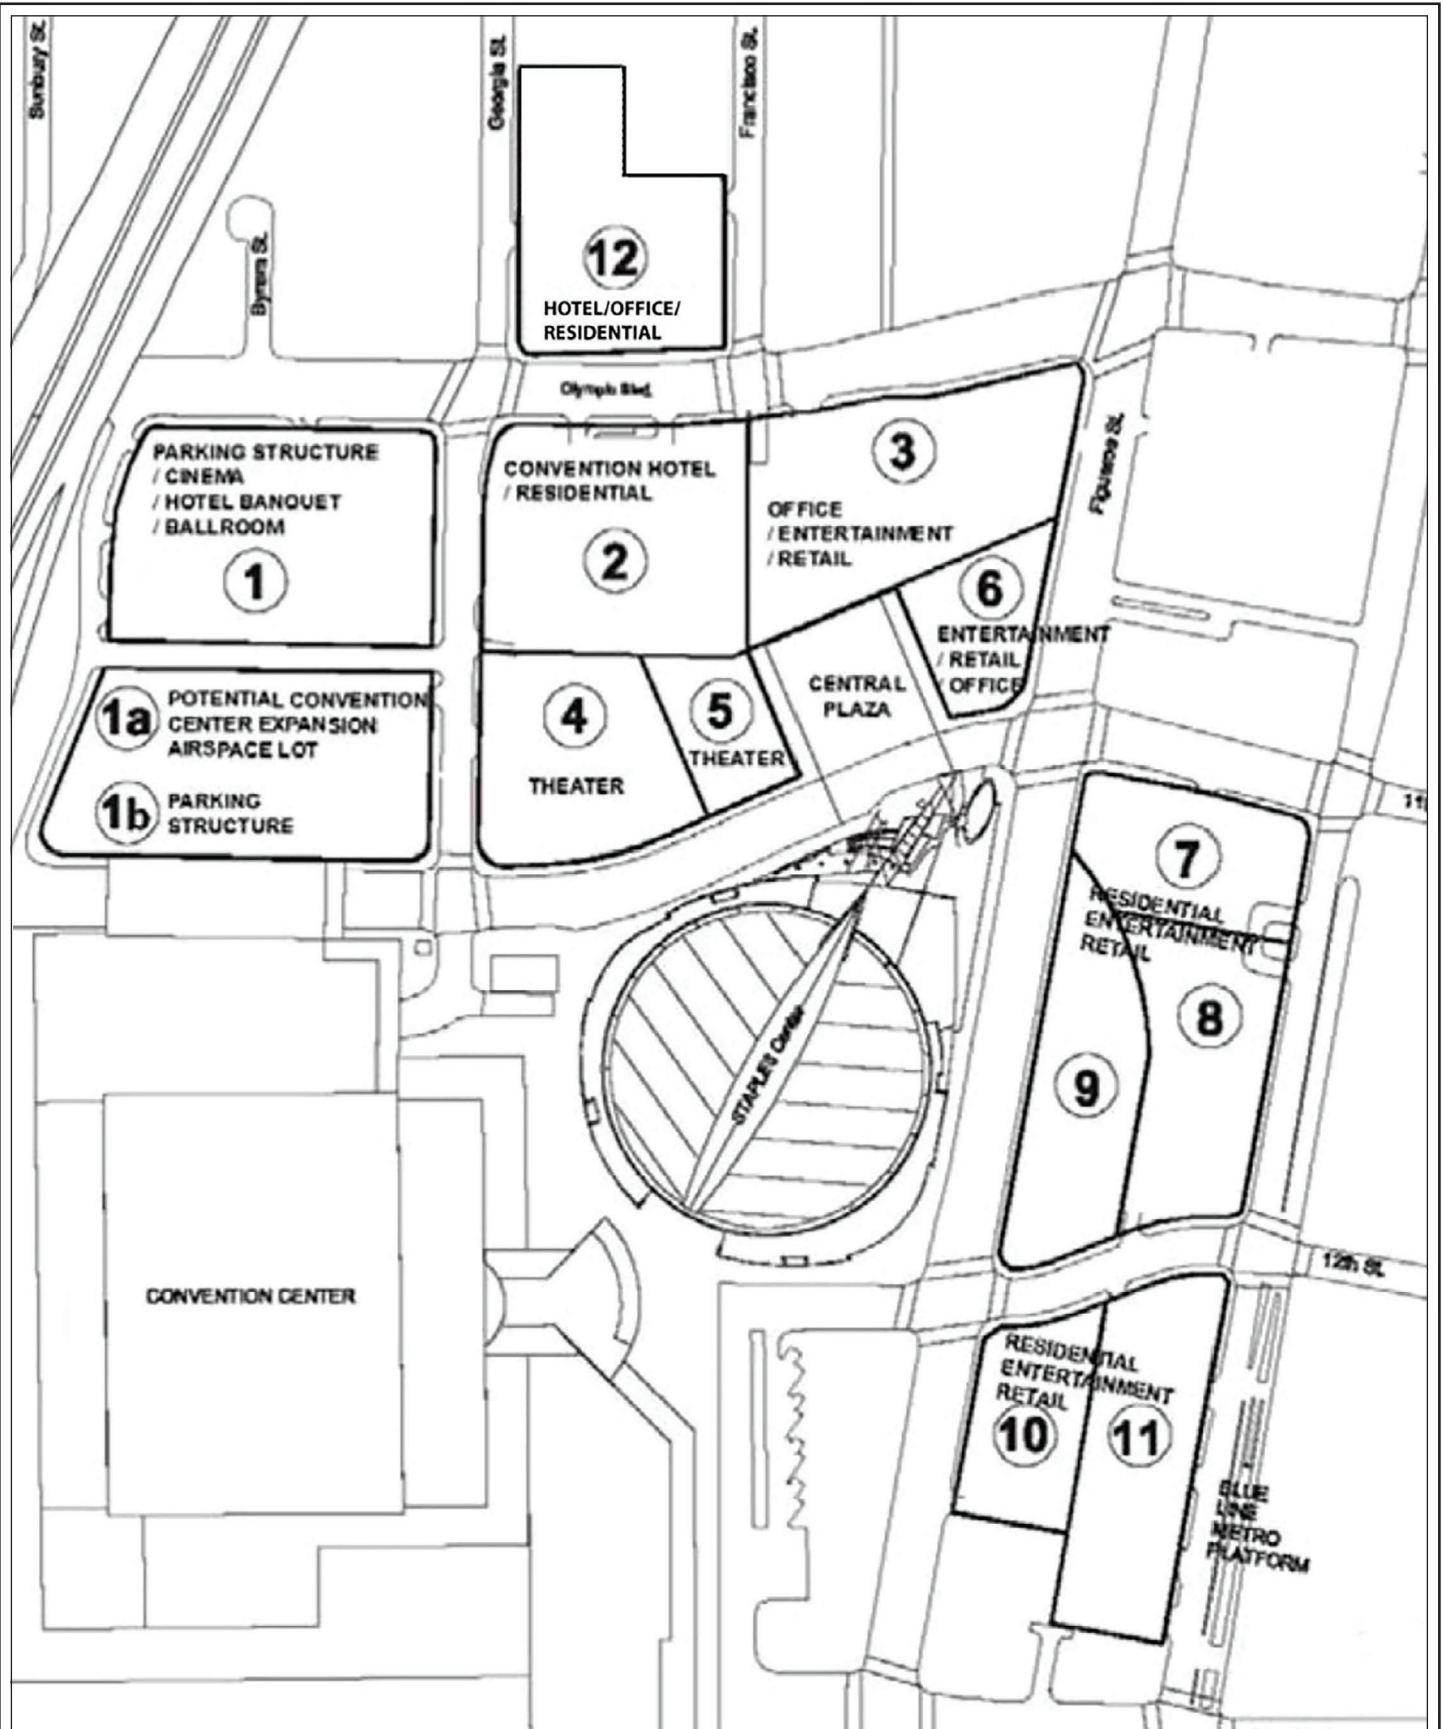 Sunbury St.
Georgia St.
Francisco St.
Byrem St.
12
HOTEL/OFFICE/
RESIDENTIAL
Olympic Blvd.
Figueroa St.
PARKING STRUCTURE
/ CINEMA
/ HOTEL BANQUET
/ BALLROOM
1
CONVENTION HOTEL
/ RESIDENTIAL
2
3
OFFICE
/ ENTERTAINMENT
/ RETAIL
6
ENTERTAINMENT
/ RETAIL
/ OFFICE
1a
POTENTIAL CONVENTION
CENTER EXPANSION
AIRSPACE LOT
1b
PARKING
STRUCTURE
4
THEATER
5
THEATER
CENTRAL
PLAZA
11t
7
RESIDENTIAL
ENTERTAINMENT
RETAIL
8
9
STAPLES Center
CONVENTION CENTER
12th St.
RESIDENTIAL
ENTERTAINMENT
RETAIL
10
11
BLUE
LINE
METRO
PLATFORM